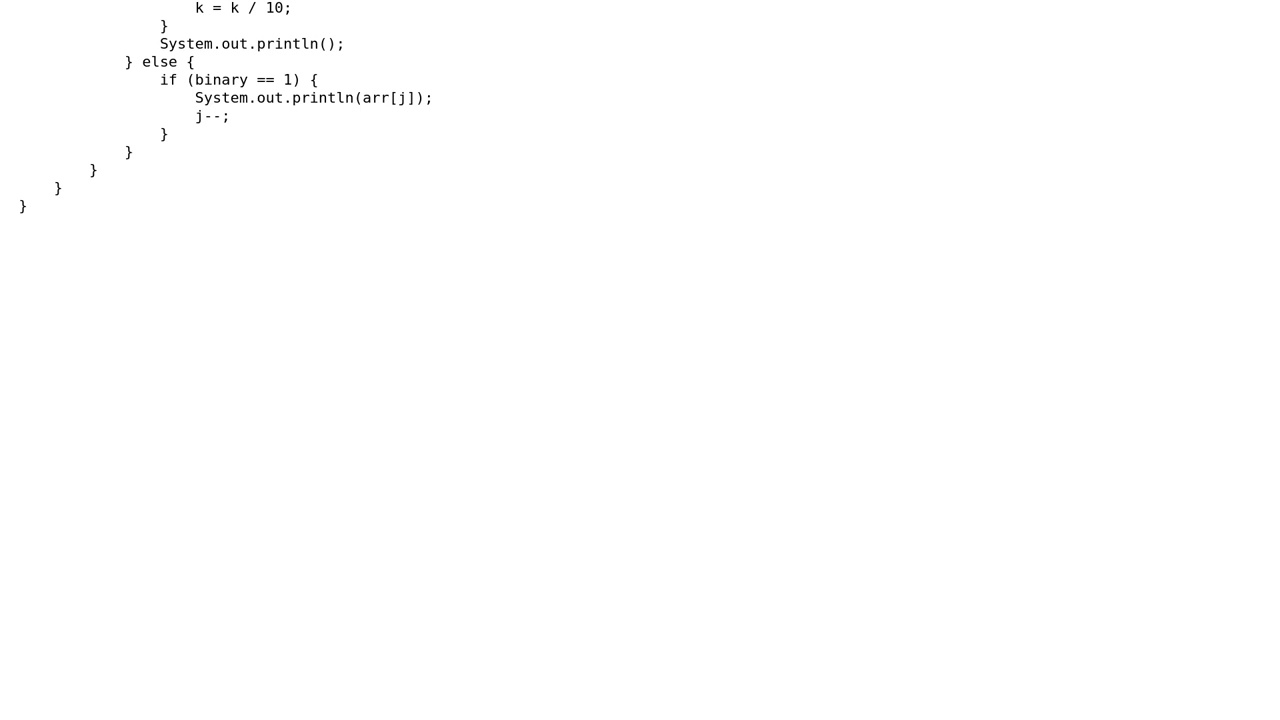 k = k / 10;
}
System.out.println();
} else {
if (binary == 1) {
System.out.println(arr[j]);
j--;
}
}
}
}
}